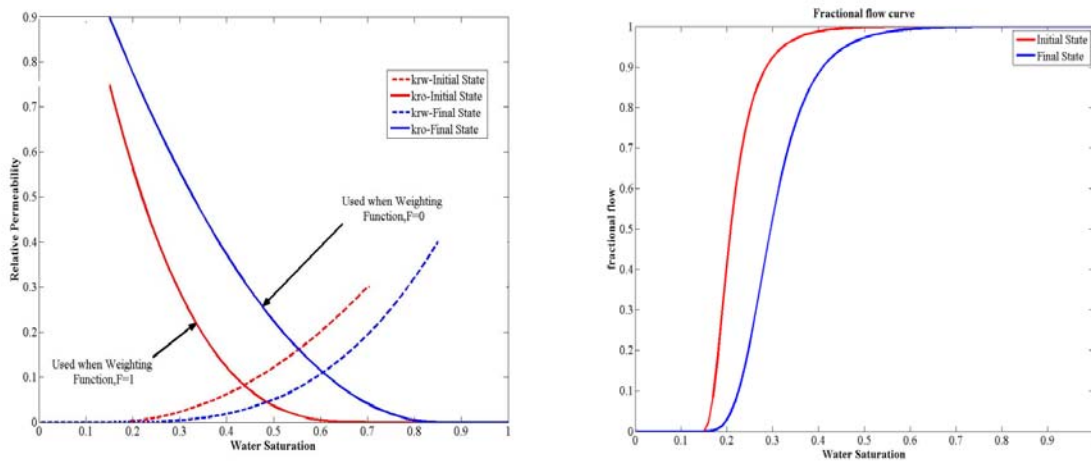 0.9
0.8
0.7
0.6
0.5
0.4
0.3
0.2
0.1
0
Relative Permeability
krw-Initial State
kro-Initial State
krw-Final State
kro-Final State
Used when Weighting
Function,F=0
Used when Weighting
Function,F=1
0 0.1 0.2 0.3 0.4 0.5 0.6 0.7 0.8 0.9 1
Water Saturation
Fractional flow curve
1
0.9
0.8
0.7
0.6
0.5
0.4
0.3
0.2
0.1
0
fractional flow
Initial State
Final State
0 0.1 0.2 0.3 0.4 0.5 0.6 0.7 0.8 0.9
Water Saturation